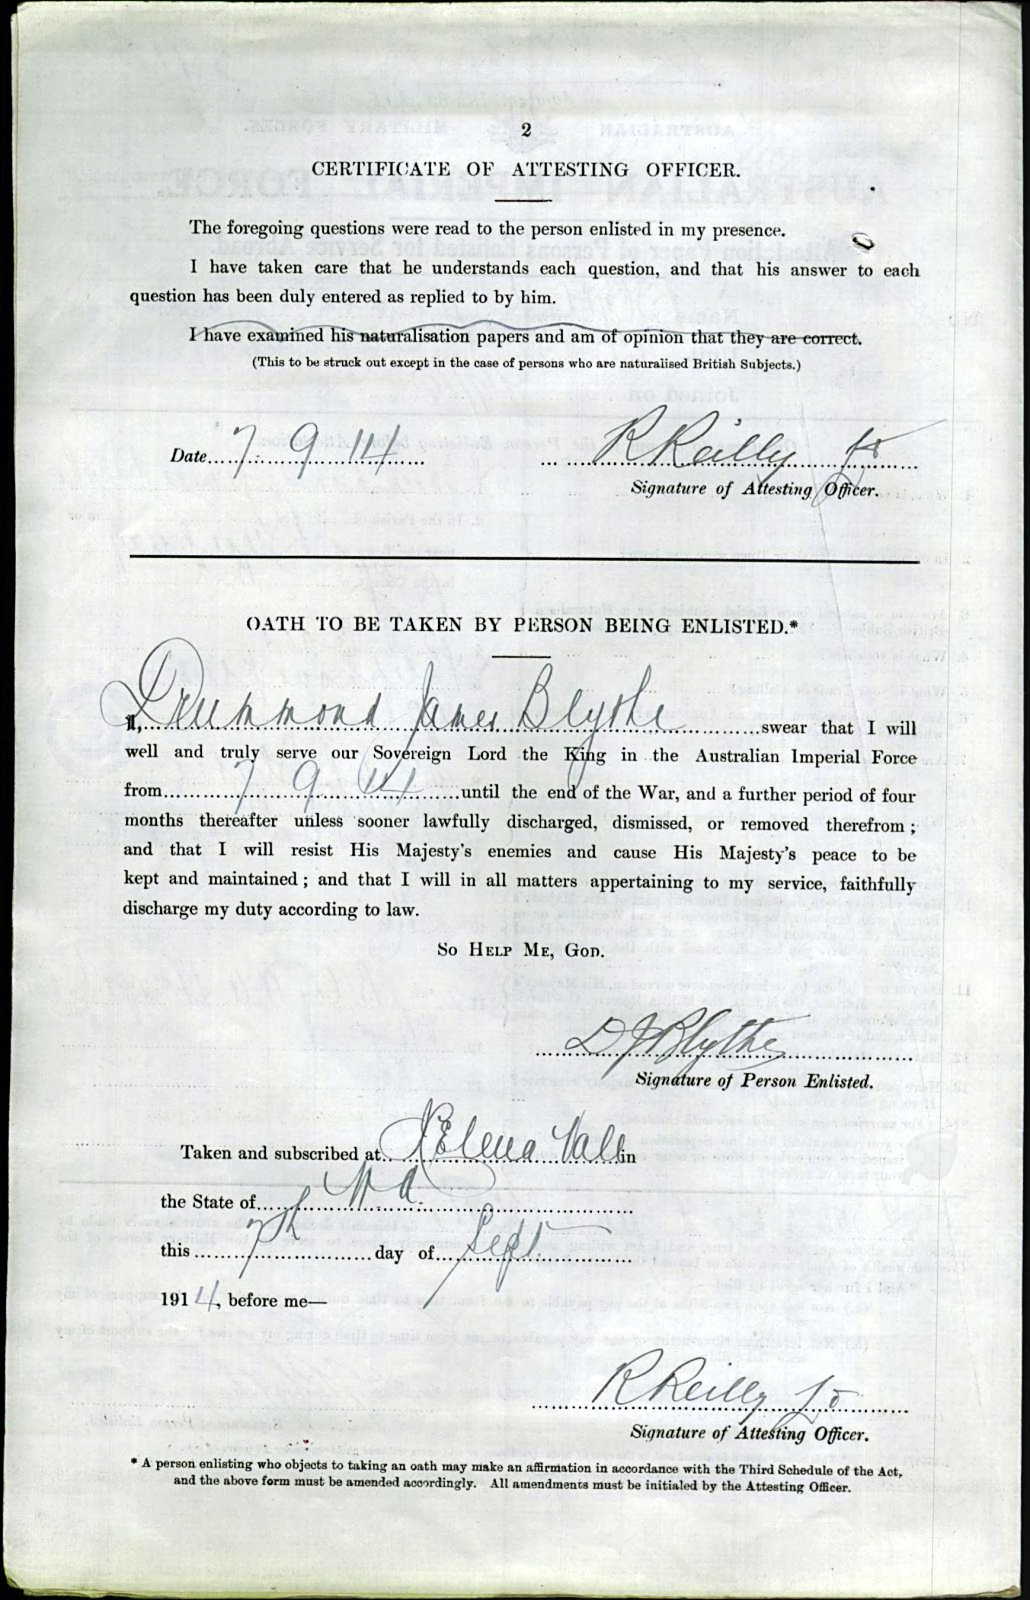 2
CERTIFICATE OF ATTESTING OFFICER.
The foregoing questions were read to the person enlisted in my presence.
I have taken care that he understands each question, and that his answer to each
question has been duly entered as replied to by him.
I have examined his naturalisation papers and am of opinion that they are correct.
(This to be struck out except in the case of persons who are naturalised British Subjects.)
Date 7. 9 14 R Reilly
Signature of Attesting Officer.
OATH TO BE TAKEN BY PERSON BEING ENLISTED.*
I, Drummond James Blythe swear that I will
well and truly serve our Sovereign Lord the King in the Australian Imperial Force
from 7 9 14 until the end of the War, and a further period of four
months thereafter unless sooner lawfully discharged, dismissed, or removed therefrom ;
and that I will resist His Majesty's enemies and cause His Majesty's peace to be
kept and maintained ; and that I will in all matters appertaining to my service, faithfully
discharge my duty according to law.
So Help Me, God.
D J Blythe
Signature of Person Enlisted.
Taken and subscribed at Helena Vale in
the State of W A.
this 7th day of Sept
1914, before me—
R Reilly
Signature of Attesting Officer.
* A person enlisting who objects to taking an oath may make an affirmation in accordance with the Third Schedule of the Act,
and the above form must be amended accordingly. All amendments must be initialed by the Attesting Officer.